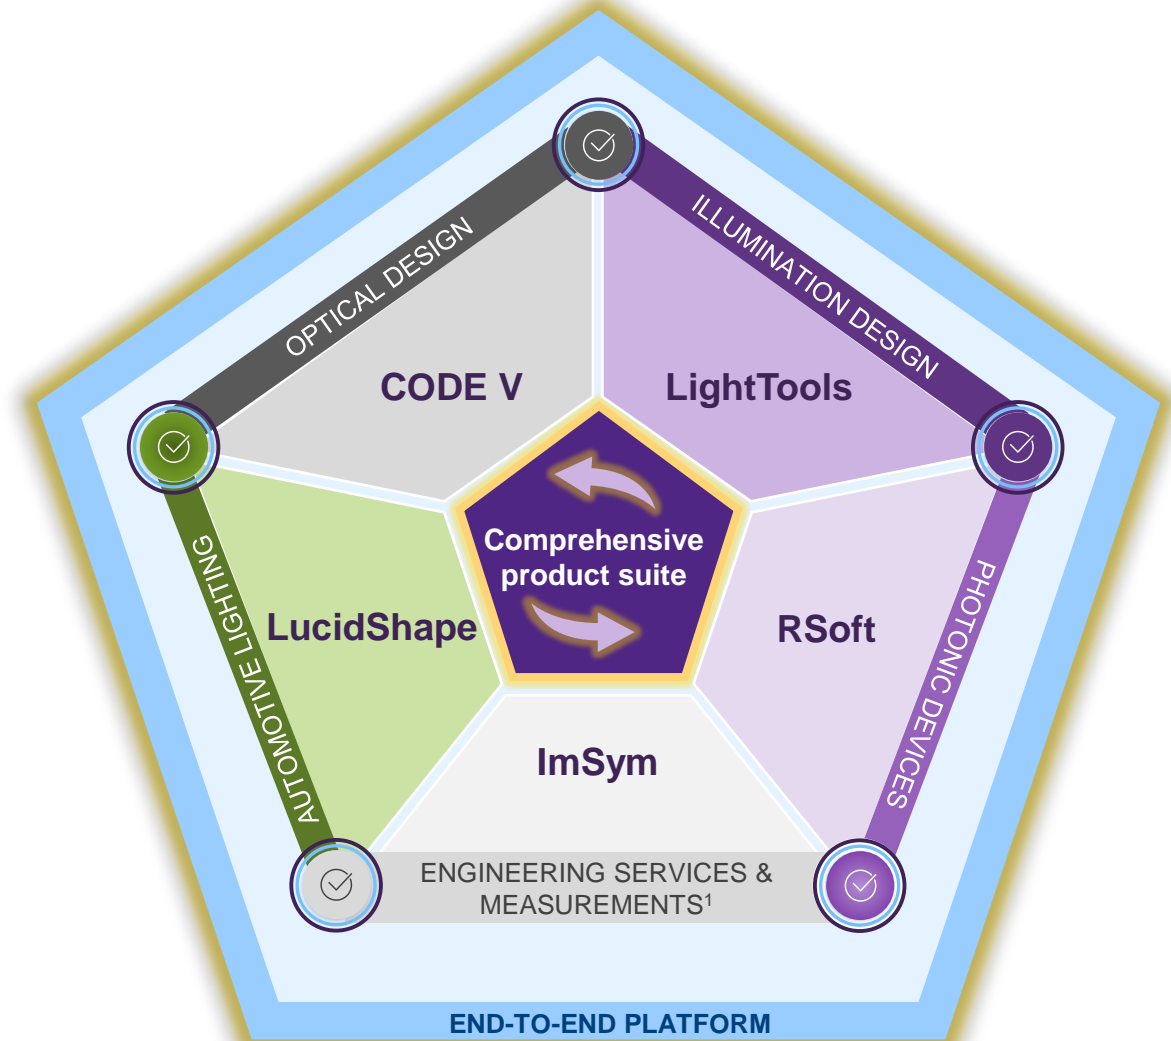 OPTICAL DESIGN
ILLUMINATION DESIGN
CODE V
LightTools
Comprehensive
product suite
AUTOMOTIVE LIGHTING
LucidShape
RSoft
PHOTONIC DEVICES
ImSym
ENGINEERING SERVICES &
MEASUREMENTS¹
END-TO-END PLATFORM